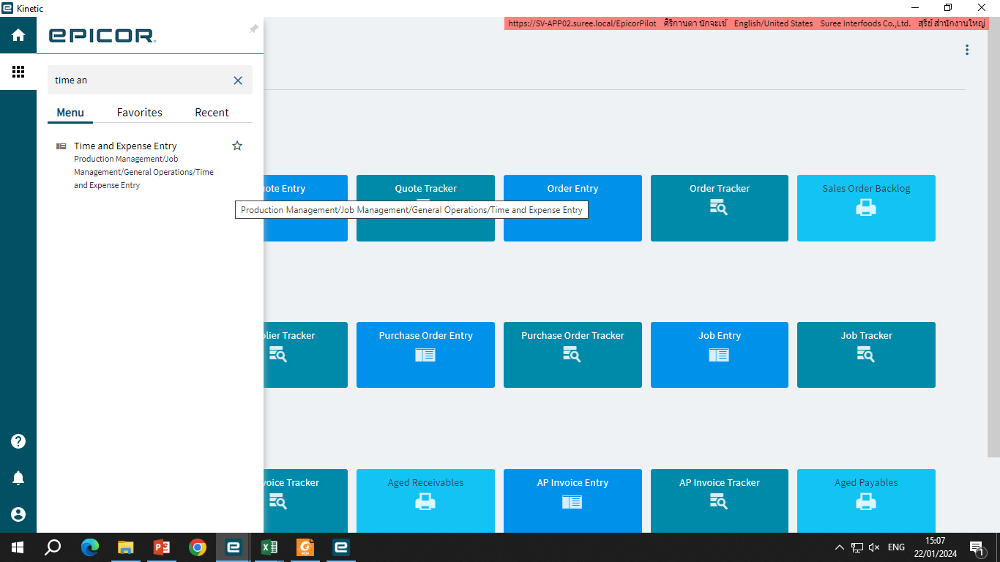 Kinetic
https://SV-APP02.suree.local/EpicorPilot ศิริกานดา นักจะเข้ English/United States Suree Interfoods Co.,Ltd. สุรีย์ สำนักงานใหญ่
EPICOR
time an
Menu Favorites Recent
Time and Expense Entry
Production Management/Job
Management/General Operations/Time
and Expense Entry
ote Entry Quote Tracker Order Entry Order Tracker Sales Order Backlog
Production Management/Job Management/General Operations/Time and Expense Entry
lier Tracker Purchase Order Entry Purchase Order Tracker Job Entry Job Tracker
voice Tracker Aged Receivables AP Invoice Entry AP Invoice Tracker Aged Payables
ENG
15:07
22/01/2024
1